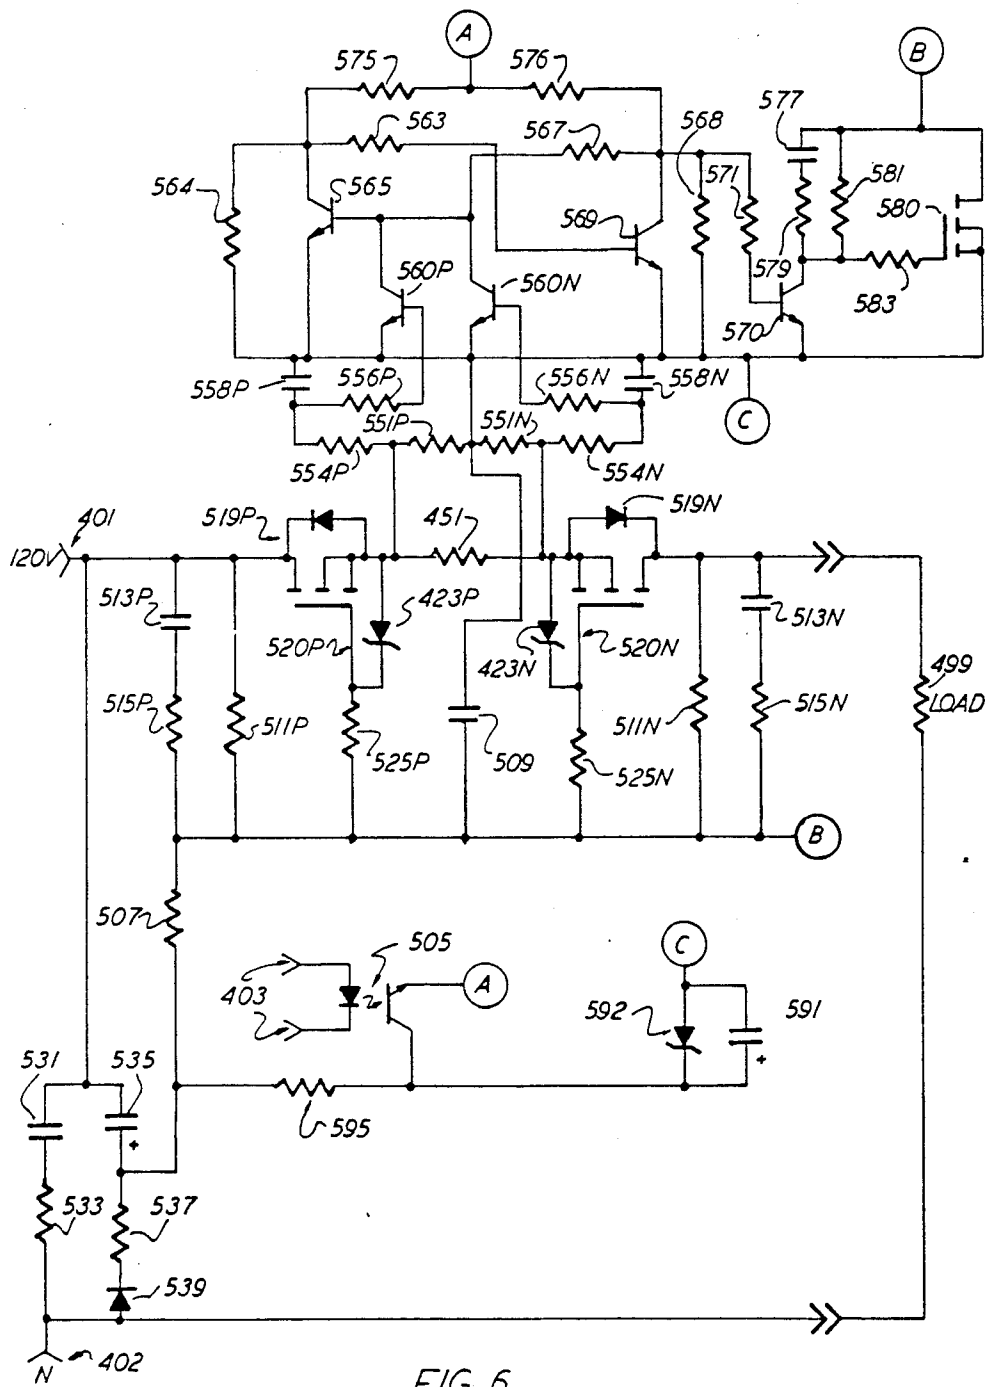 A
575
576
B
563
567
568
577
571
564
565
581
569
580
560P
560N
579
570
583
558P
556P
556N
558N
551P
551N
C
554P
554N
519P
451
519N
401
120V
513P
423P
513N
520P
423N
520N
499
LOAD
515P
511P
525P
509
511N
515N
525N
B
507
C
505
403
A
592
591
531
535
+
+
595
533
537
539
402
N
FIG. 6